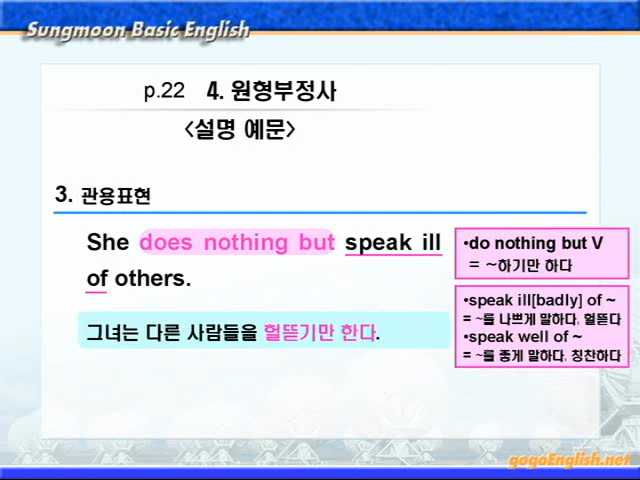 Sungmoon Basic English
p.22 4. 원형부정사
<설명 예문>
3. 관용표현
She does nothing but speak ill
of others.
그녀는 다른 사람들을 헐뜯기만 한다.
•do nothing but V
= ~하기만 하다
•speak ill[badly] of ~
= ~를 나쁘게 말하다, 헐뜯다
•speak well of ~
= ~를 좋게 말하다, 칭찬하다
gogoEnglish.net